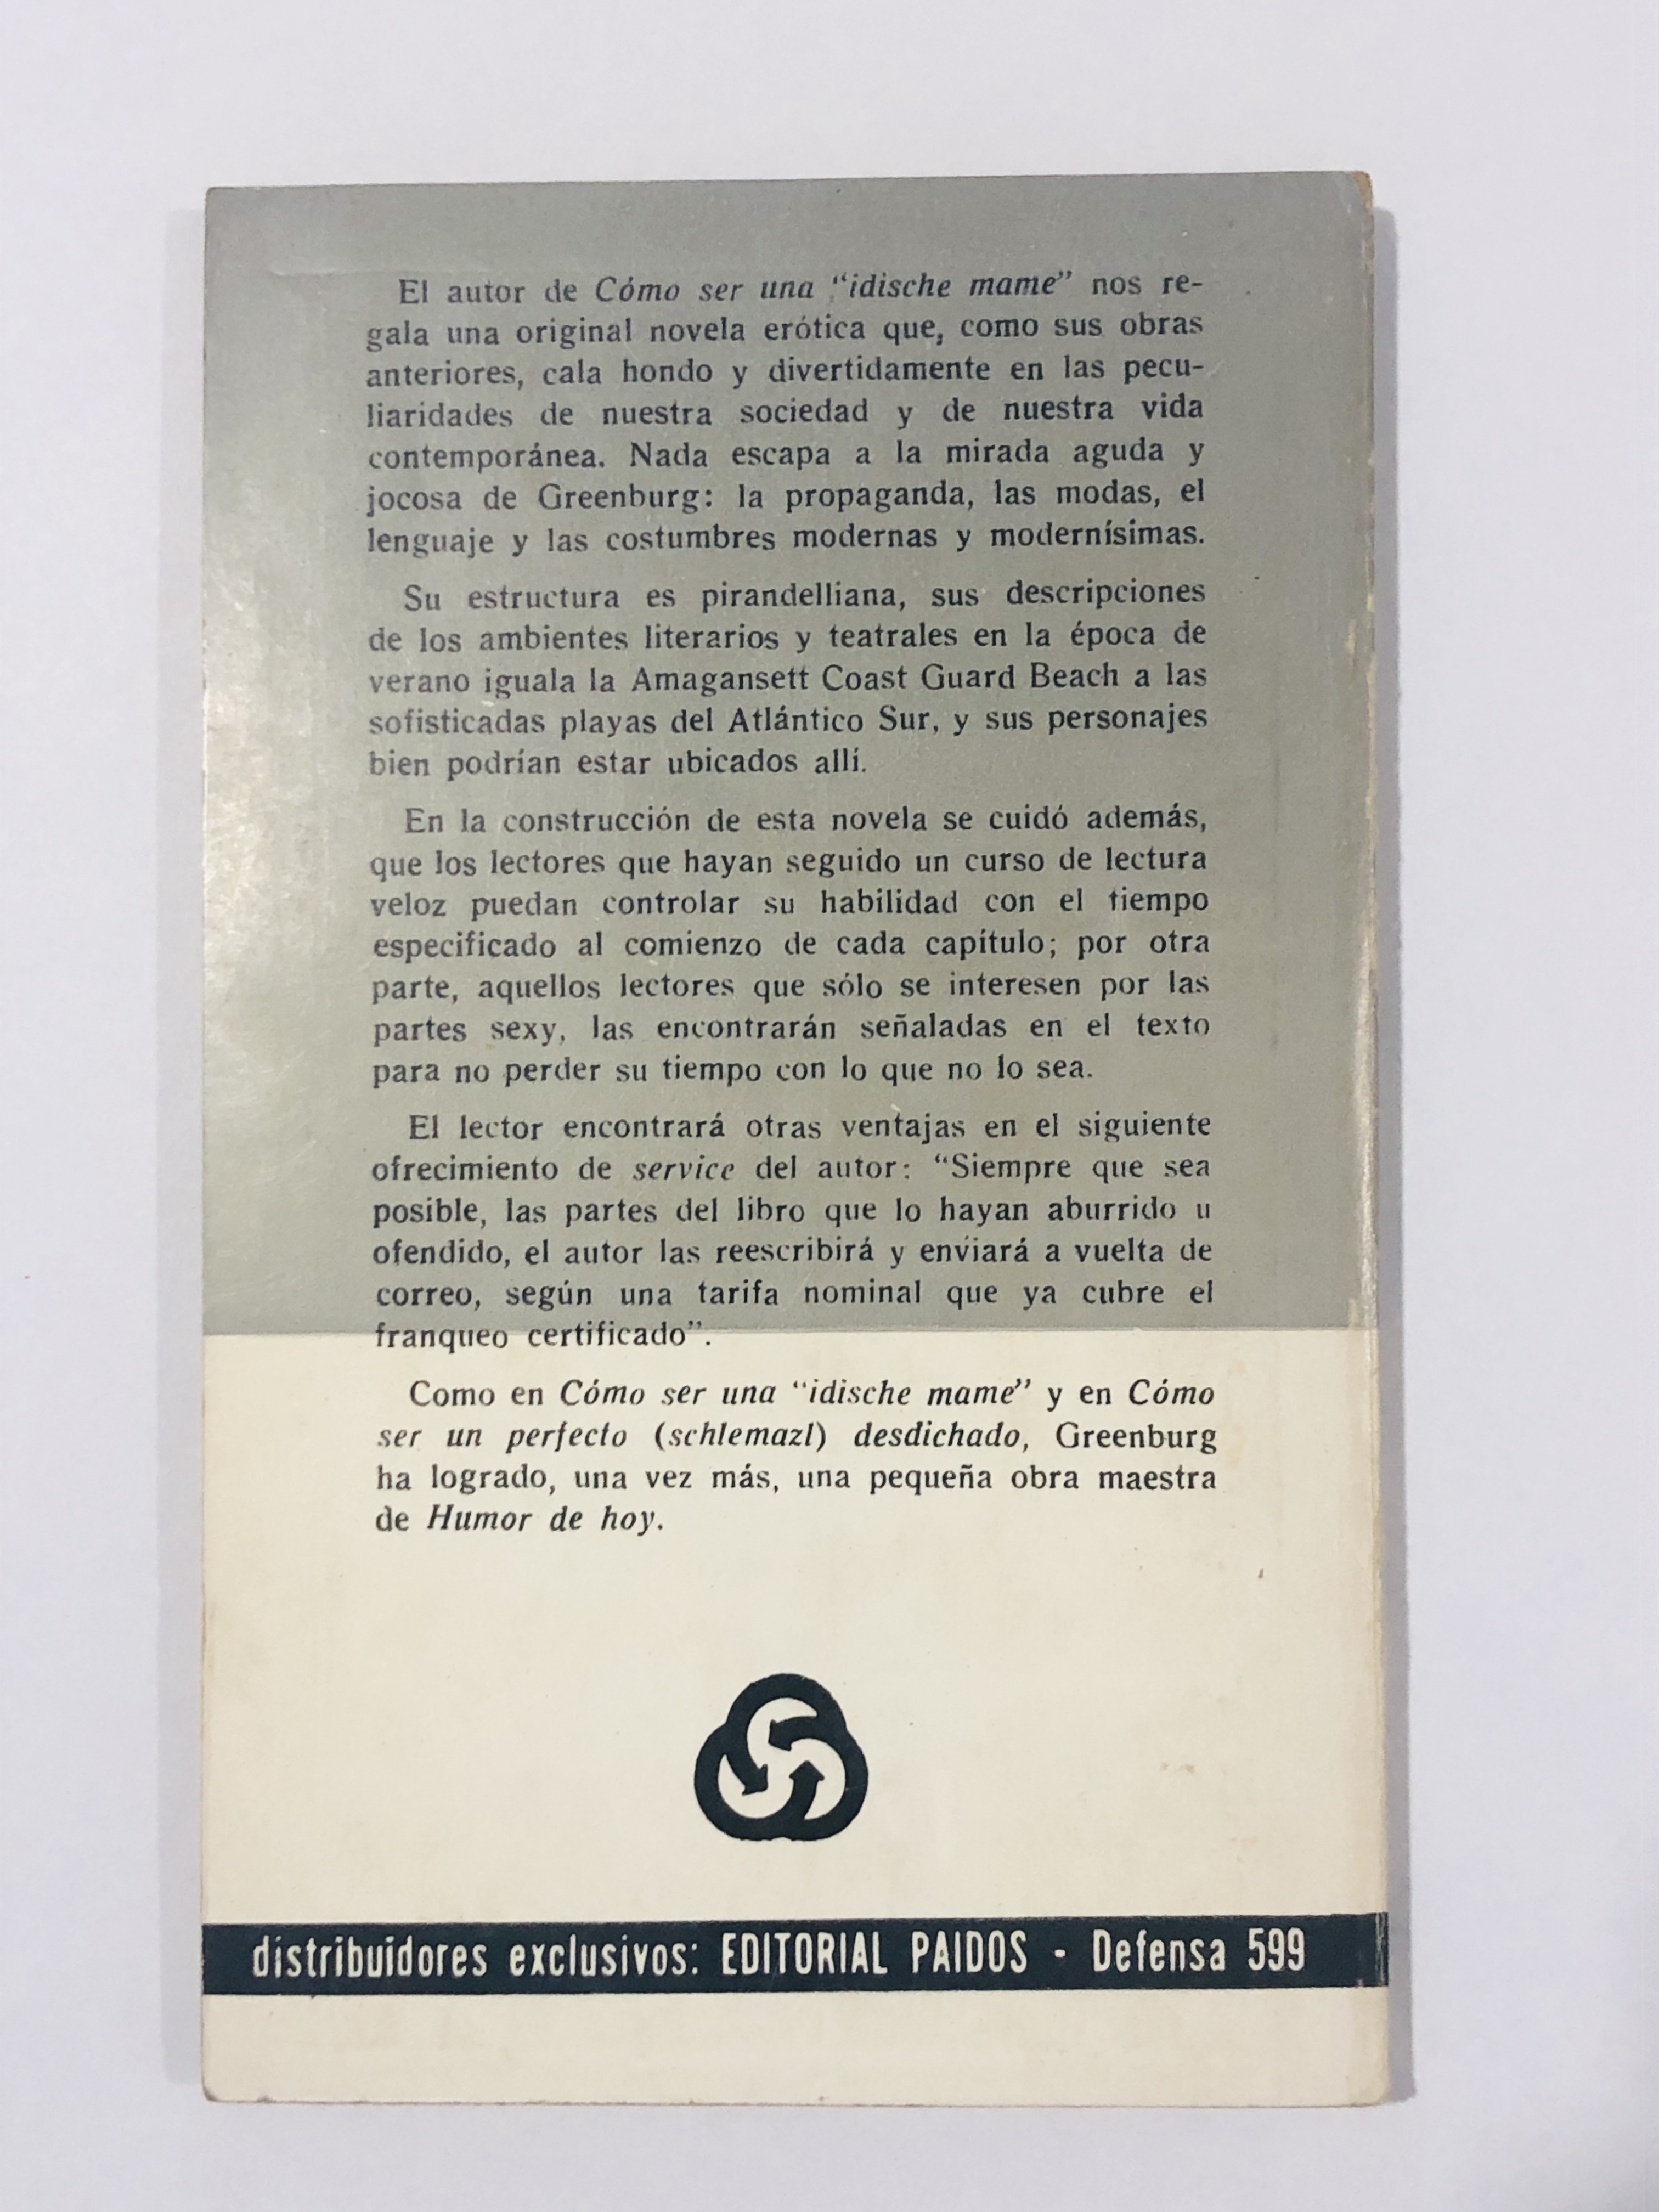 El autor de Cómo ser una “idische mame” nos re-
gala una original novela erótica que, como sus obras
anteriores, cala hondo y divertidamente en las pecu-
liaridades de nuestra sociedad y de nuestra vida
contemporánea. Nada escapa a la mirada aguda y
jocosa de Greenburg: la propaganda, las modas, el
lenguaje y las costumbres modernas y modernísimas.
Su estructura es pirandelliana, sus descripciones
de los ambientes literarios y teatrales en la época de
verano iguala la Amagansett Coast Guard Beach a las
sofisticadas playas del Atlántico Sur, y sus personajes
bien podrían estar ubicados allí.
En la construcción de esta novela se cuidó además,
que los lectores que hayan seguido un curso de lectura
veloz puedan controlar su habilidad con el tiempo
especificado al comienzo de cada capítulo; por otra
parte, aquellos lectores que sólo se interesen por las
partes sexy, las encontrarán señaladas en el texto
para no perder su tiempo con lo que no lo sea.
El lector encontrará otras ventajas en el siguiente
ofrecimiento de service del autor: “Siempre que sea
posible, las partes del libro que lo hayan aburrido u
ofendido, el autor las reescribirá y enviará a vuelta de
correo, según una tarifa nominal que ya cubre el
franqueo certificado”.
Como en Cómo ser una “idische mame” y en Cómo
ser un perfecto (schlemazl) desdichado, Greenburg
ha logrado, una vez más, una pequeña obra maestra
de Humor de hoy.
distribuidores exclusivos: EDITORIAL PAIDOS - Defensa 599